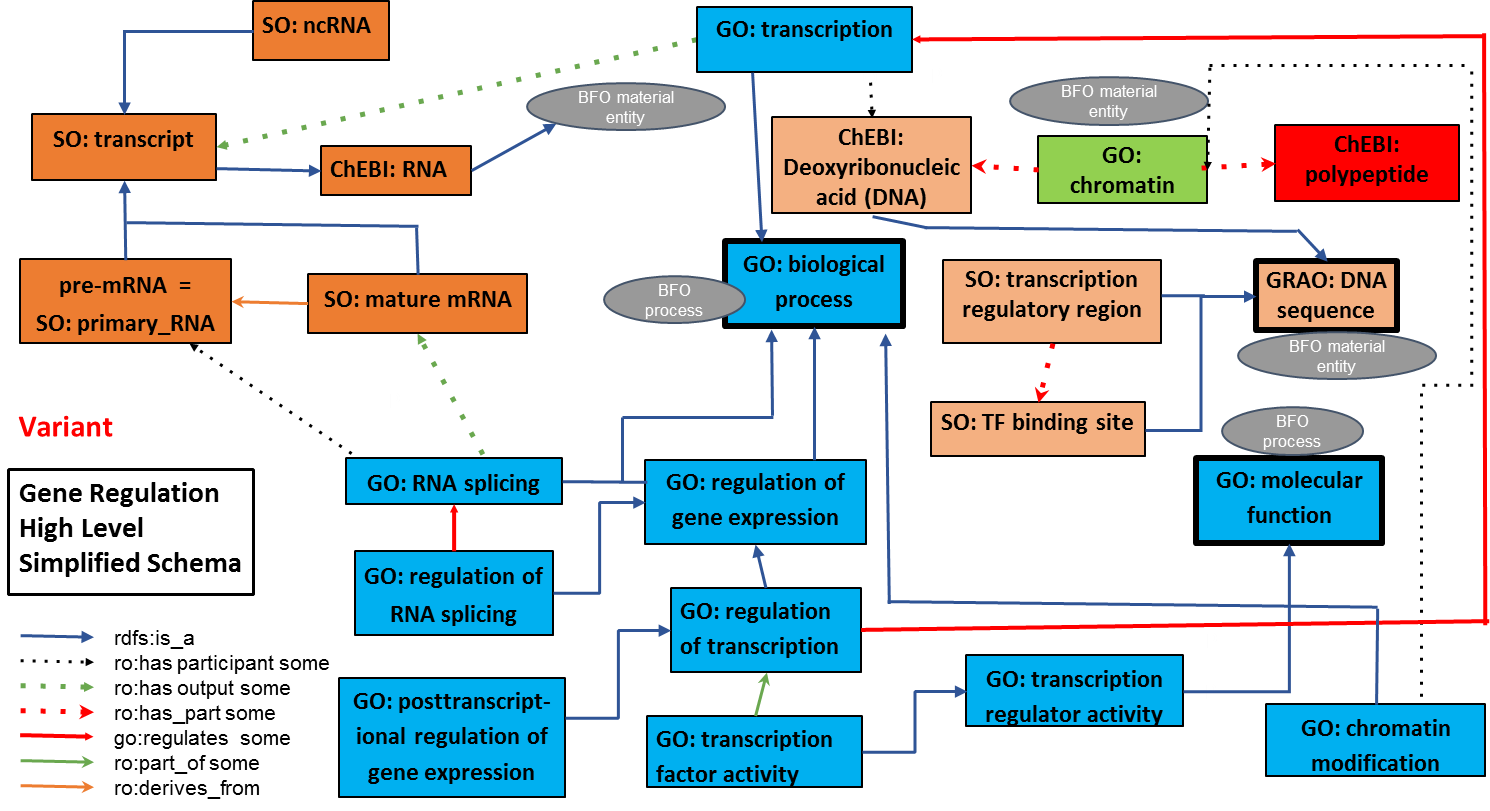 SO: ncRNA
GO: transcription
BFO material
entity
BFO material
entity
SO: transcript
ChEBI: RNA
ChEBI:
Deoxyribonucleic
acid (DNA)
GO:
chromatin
ChEBI:
polypeptide
pre-mRNA =
SO: primary_RNA
SO: mature mRNA
BFO
process
GO: biological
process
SO: transcription
regulatory region
GRAO: DNA
sequence
BFO material
entity
SO: TF binding site
BFO
process
Variant
GO: RNA splicing
GO: regulation of
gene expression
GO: molecular
function
Gene Regulation
High Level
Simplified Schema
GO: regulation of
RNA splicing
GO: regulation
of transcription
GO: posttranscript-
ional regulation of
gene expression
GO: transcription
factor activity
GO: transcription
regulator activity
GO: chromatin
modification
rdfs:is_a
ro:has participant some
ro:has output some
ro:has_part some
go:regulates some
ro:part_of some
ro:derives_from